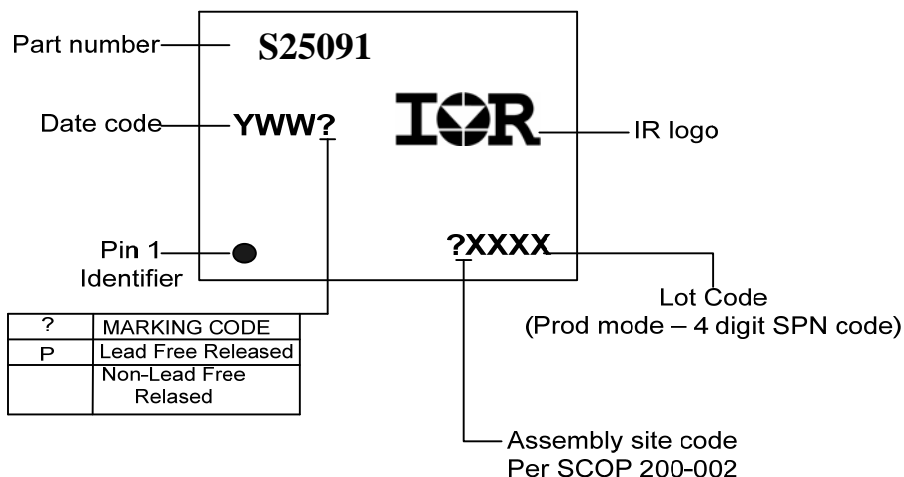 Part number
S25091
Date code
YWW?
IOR
IR logo
Pin 1
Identifier
?XXXX
Lot Code
(Prod mode – 4 digit SPN code)
? MARKING CODE
P Lead Free Released
Non-Lead Free
Relased
Assembly site code
Per SCOP 200-002